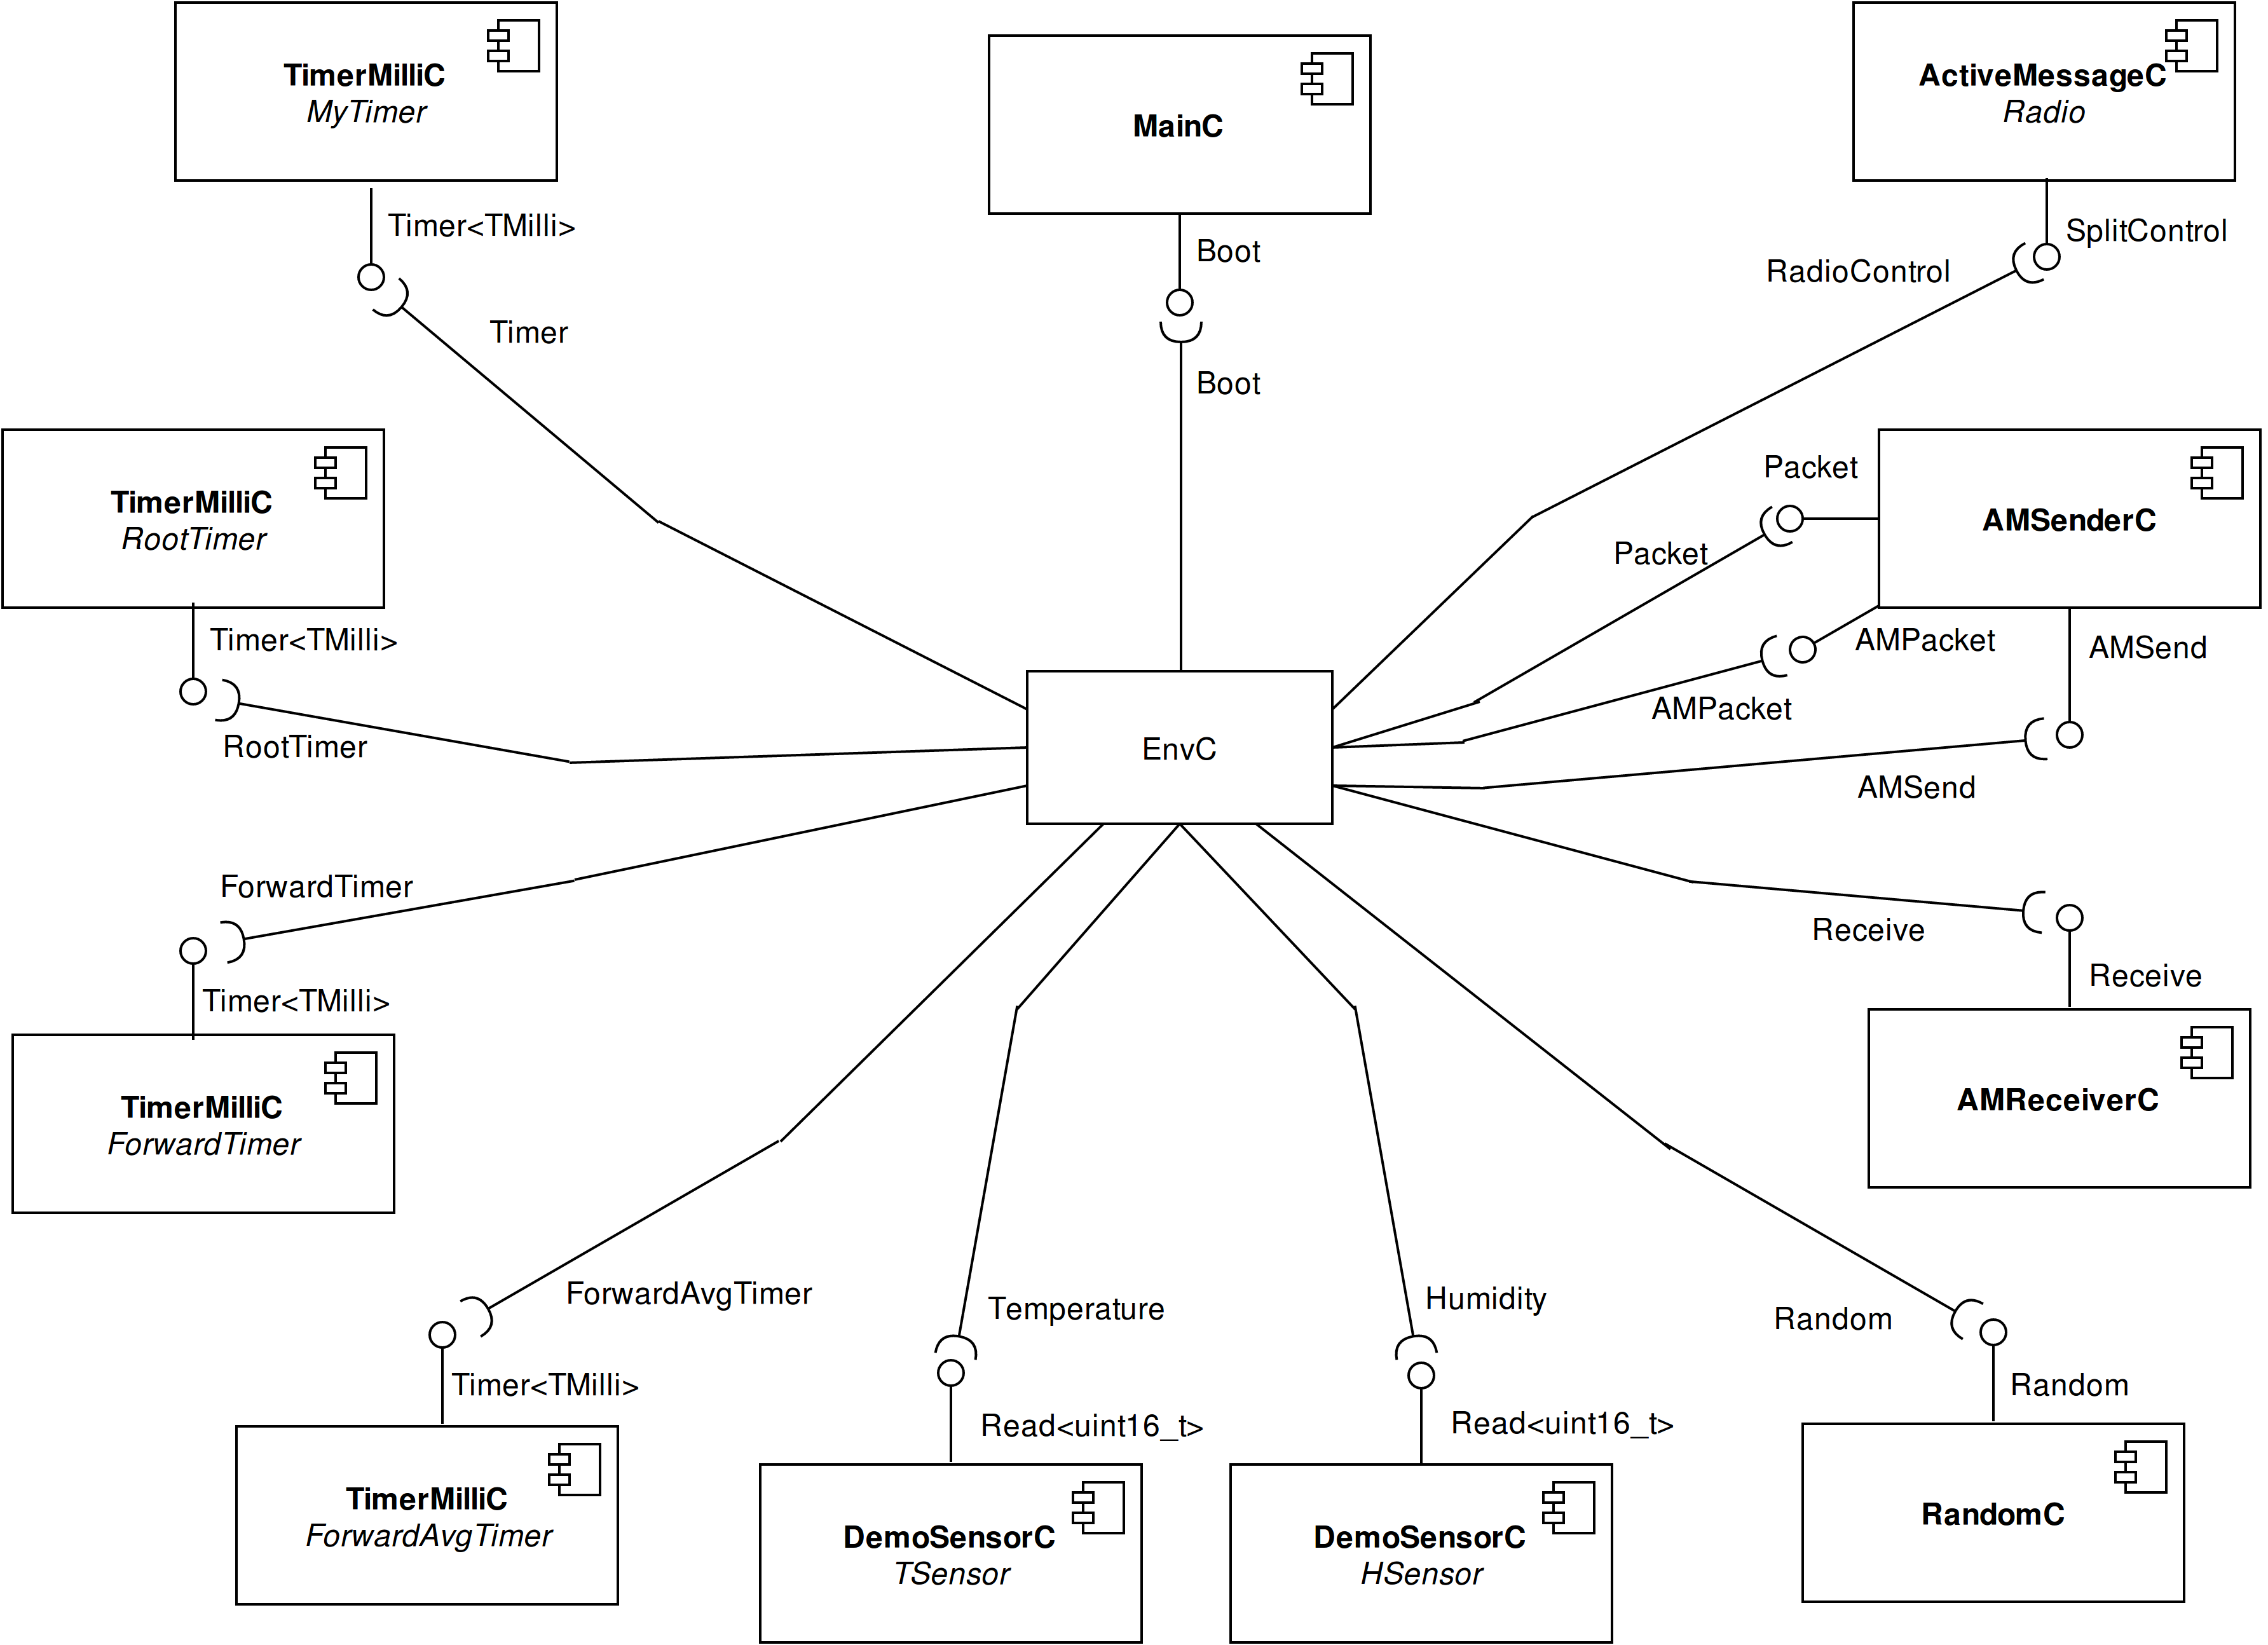 TimerMilliC
MyTimer
MainC
ActiveMessageC
Radio
Timer<TMilli>
Boot
SplitControl
RadioControl
Timer
Boot
Packet
TimerMilliC
RootTimer
AMSenderC
Packet
Timer<TMilli>
AMPacket
AMSend
AMPacket
RootTimer
EnvC
AMSend
ForwardTimer
Receive
Timer<TMilli>
Receive
TimerMilliC
ForwardTimer
AMReceiverC
ForwardAvgTimer
Temperature
Humidity
Random
Timer<TMilli>
Read<uint16_t>
Read<uint16_t>
Random
TimerMilliC
ForwardAvgTimer
DemoSensorC
TSensor
DemoSensorC
HSensor
RandomC